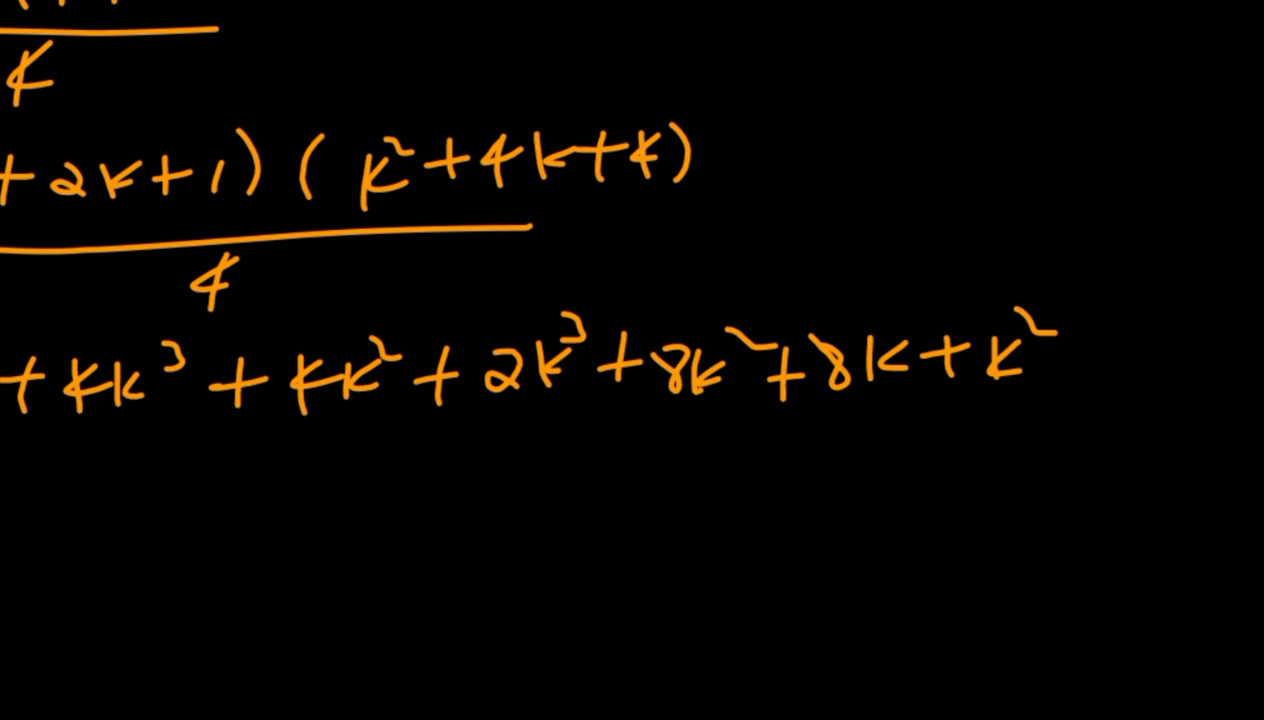 4
+ 2k + 1) ( k² + 4k + 4)
4
+ 4k³ + 4k² + 2k³ + 8k² + 8k + k²